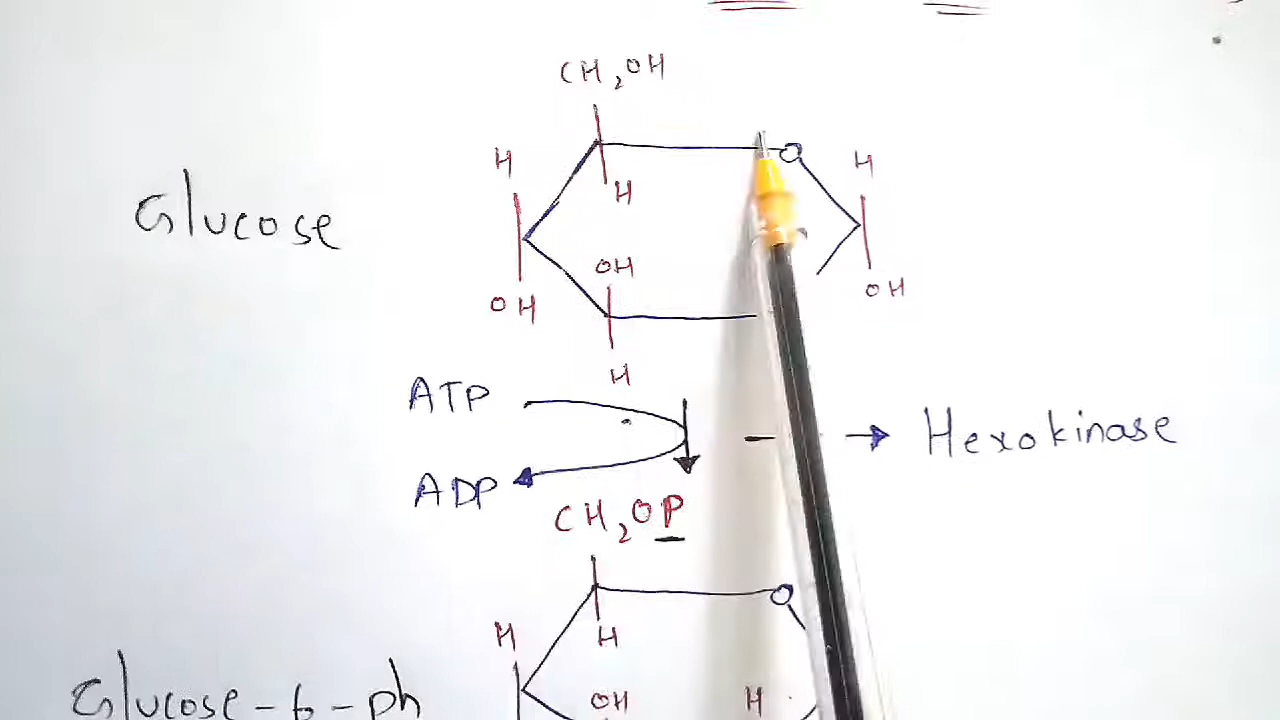 CH2OH
O
H
H
H
Glucose
OH
OH
OH
H
ATP
Hexokinase
ADP
CH2OP
O
H
H
OH
H
Glucose-6-ph